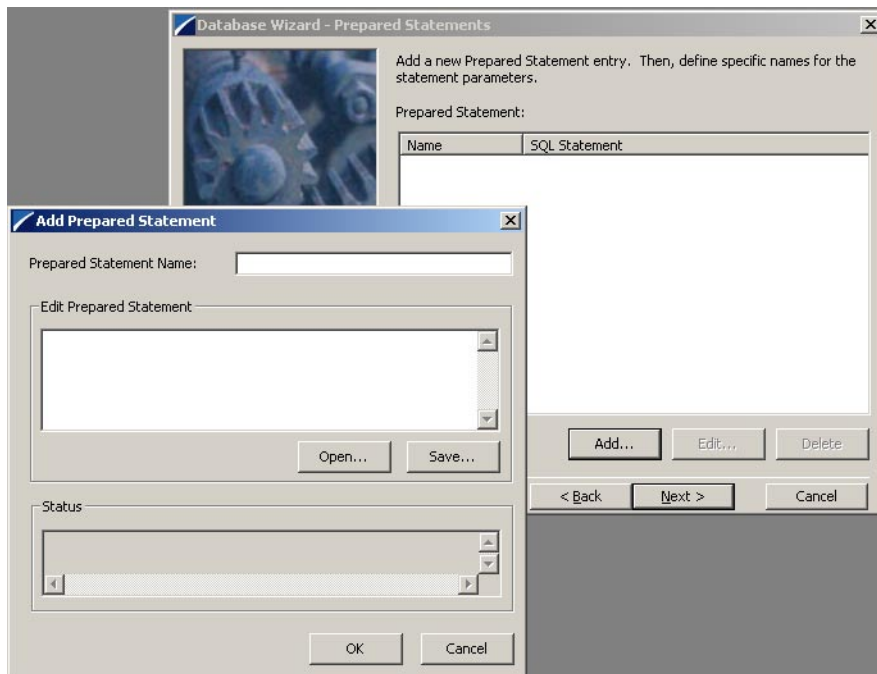 Database Wizard - Prepared Statements
Add a new Prepared Statement entry. Then, define specific names for the
statement parameters.
Prepared Statement:
Name
SQL Statement
Add...
Edit...
Delete
< Back
Next >
Cancel
Add Prepared Statement
Prepared Statement Name:
Edit Prepared Statement
Open...
Save...
Status
OK
Cancel